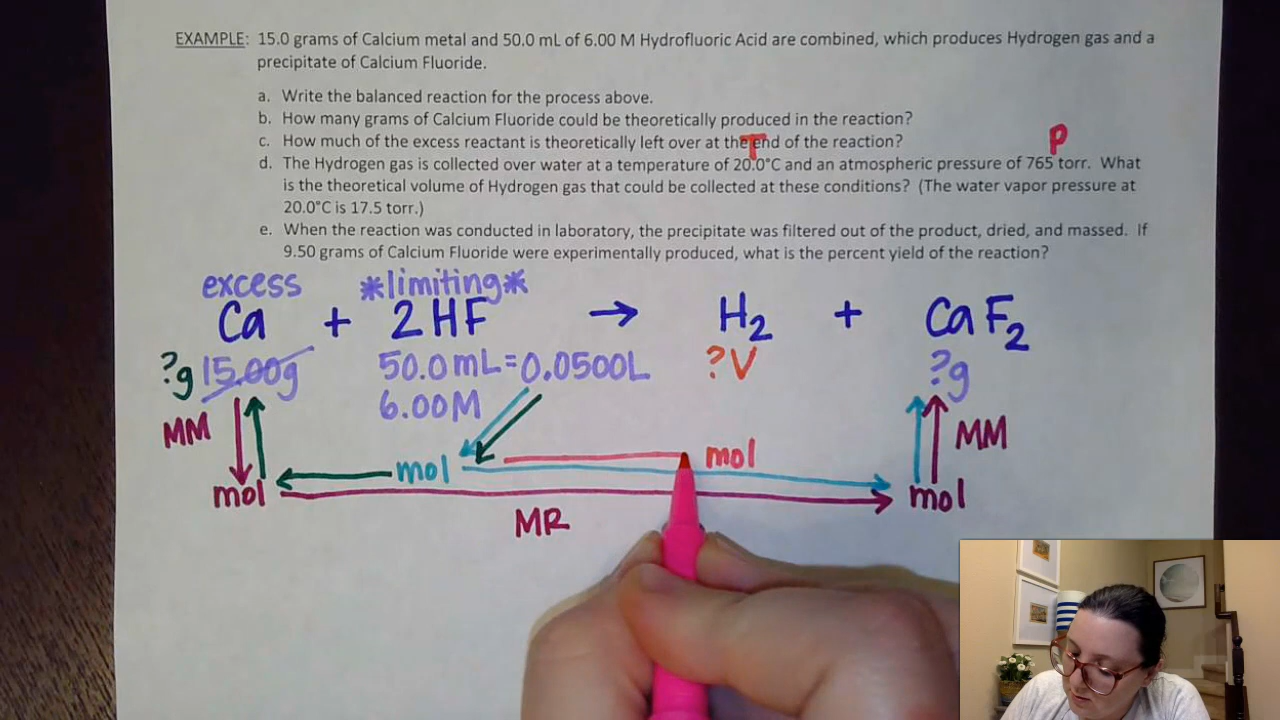 EXAMPLE: 15.0 grams of Calcium metal and 50.0 mL of 6.00 M Hydrofluoric Acid are combined, which produces Hydrogen gas and a
precipitate of Calcium Fluoride.
a. Write the balanced reaction for the process above.
b. How many grams of Calcium Fluoride could be theoretically produced in the reaction?
c. How much of the excess reactant is theoretically left over at the end of the reaction?
T P
d. The Hydrogen gas is collected over water at a temperature of 20.0°C and an atmospheric pressure of 765 torr. What
is the theoretical volume of Hydrogen gas that could be collected at these conditions? (The water vapor pressure at
20.0°C is 17.5 torr.)
e. When the reaction was conducted in laboratory, the precipitate was filtered out of the product, dried, and massed. If
9.50 grams of Calcium Fluoride were experimentally produced, what is the percent yield of the reaction?
excess *limiting*
Ca + 2HF → H₂ + CaF₂
?g 15.00g 50.0mL=0.0500L ?V ?g
6.00M
MM MM
mol mol mol mol
MR